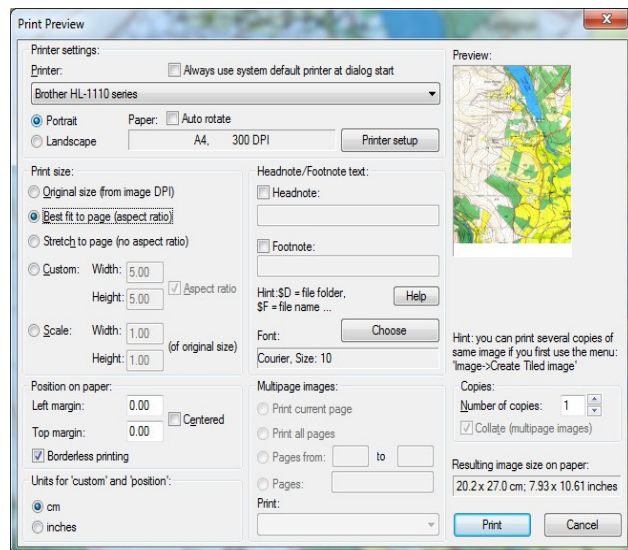 Print Preview
Printer settings:
Printer:
Always use system default printer at dialog start
Brother HL-1110 series
Portrait
Paper:
Auto rotate
Landscape
A4, 300 DPI
Printer setup
Print size:
Original size (from image DPI)
Best fit to page (aspect ratio)
Stretch to page (no aspect ratio)
Custom:
Width: 5.00
Height: 5.00
Aspect ratio
Scale:
Width: 1.00
Height: 1.00
(of original size)
Position on paper:
Left margin: 0.00
Top margin: 0.00
Centered
Borderless printing
Units for 'custom' and 'position':
cm
inches
Headnote/Footnote text:
Headnote:
Footnote:
Hint:$D = file folder,
$F = file name ...
Help
Font:
Choose
Courier, Size: 10
Multipage images:
Print current page
Print all pages
Pages from: to
Pages:
Print:
Preview:
Hint: you can print several copies of
same image if you first use the menu:
'Image->Create Tiled image'
Copies:
Number of copies: 1
Collate (multipage images)
Resulting image size on paper:
20.2 x 27.0 cm; 7.93 x 10.61 inches
Print
Cancel